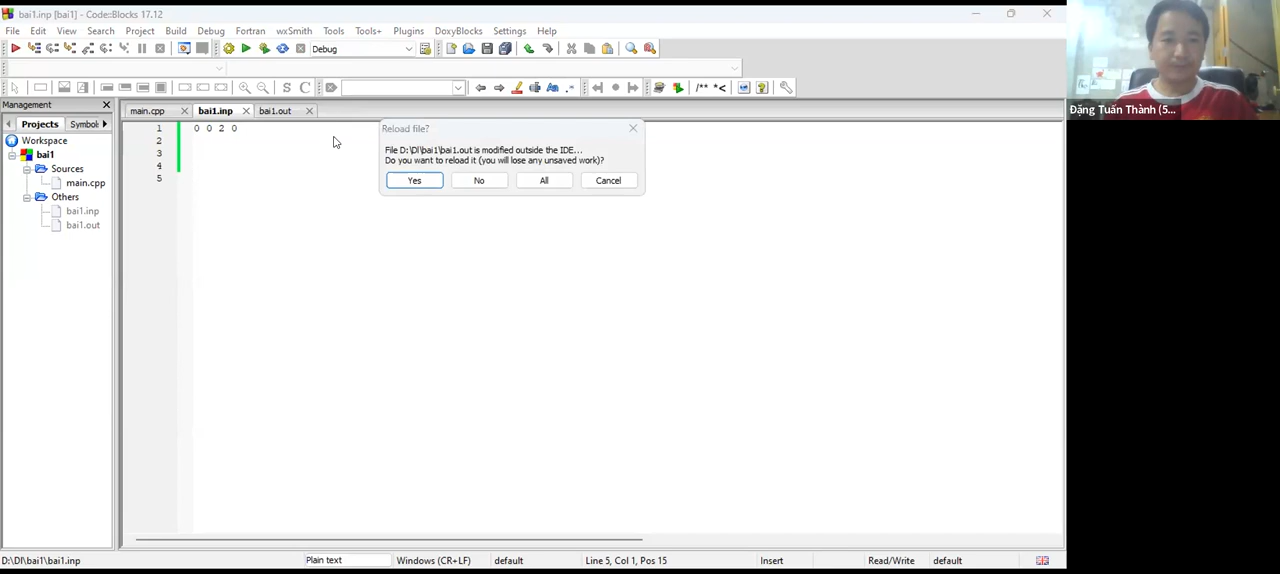 bai1.inp [bai1] - Code::Blocks 17.12
File Edit View Search Project Build Debug Fortran wxSmith Tools Tools+ Plugins DoxyBlocks Settings Help
Debug
S C
/** *<
Management
Projects Symbol
Workspace
bai1
Sources
main.cpp
Others
bai1.inp
bai1.out
main.cpp bai1.inp bai1.out
1 0 0 2 0
2
3
4
5
Reload file?
File D:\DI\bai1\bai1.out is modified outside the IDE...
Do you want to reload it (you will lose any unsaved work)?
Yes No All Cancel
Đặng Tuấn Thành (5...
D:\DI\bai1\bai1.inp Plain text Windows (CR+LF) default Line 5, Col 1, Pos 15 Insert Read/Write default